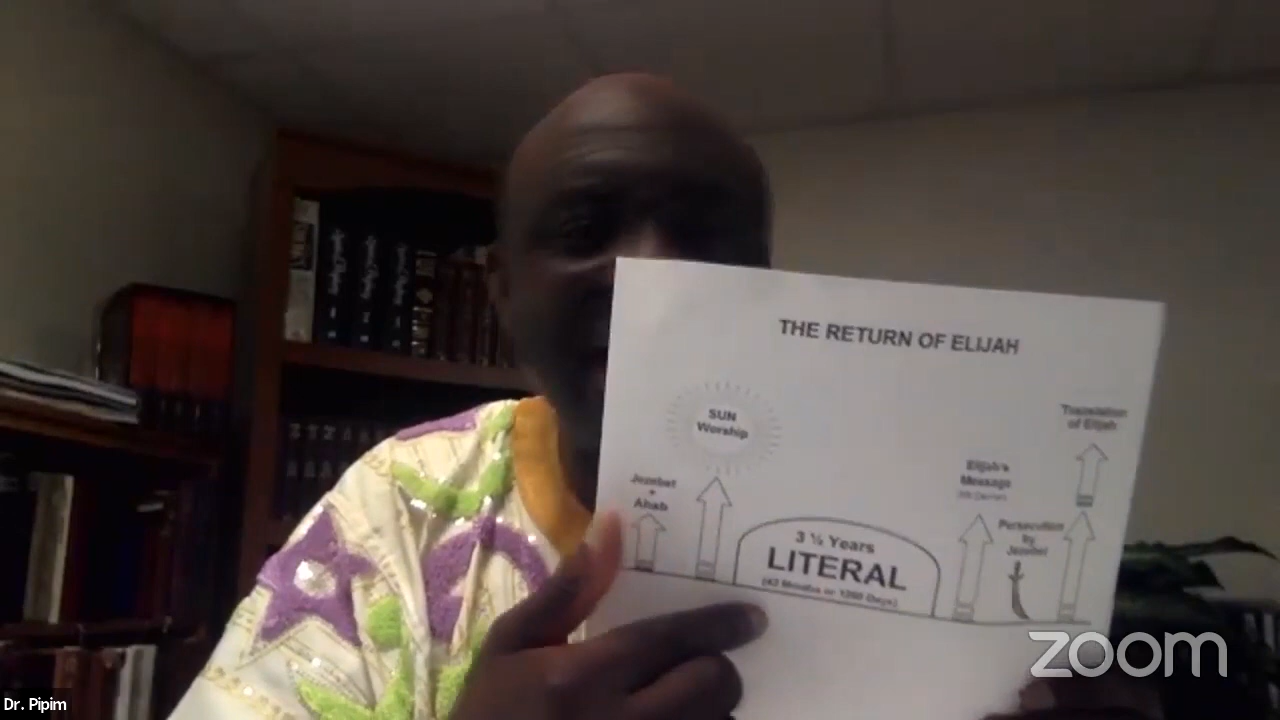 THE RETURN OF ELIJAH
SUN
Worship
Jezebel
+
Ahab
3 ½ Years
LITERAL
(42 Months or 1260 Days)
Elijah's
Message
Persecution
by
Jezebel
Translation
of Elijah
zoom
Dr. Pipim